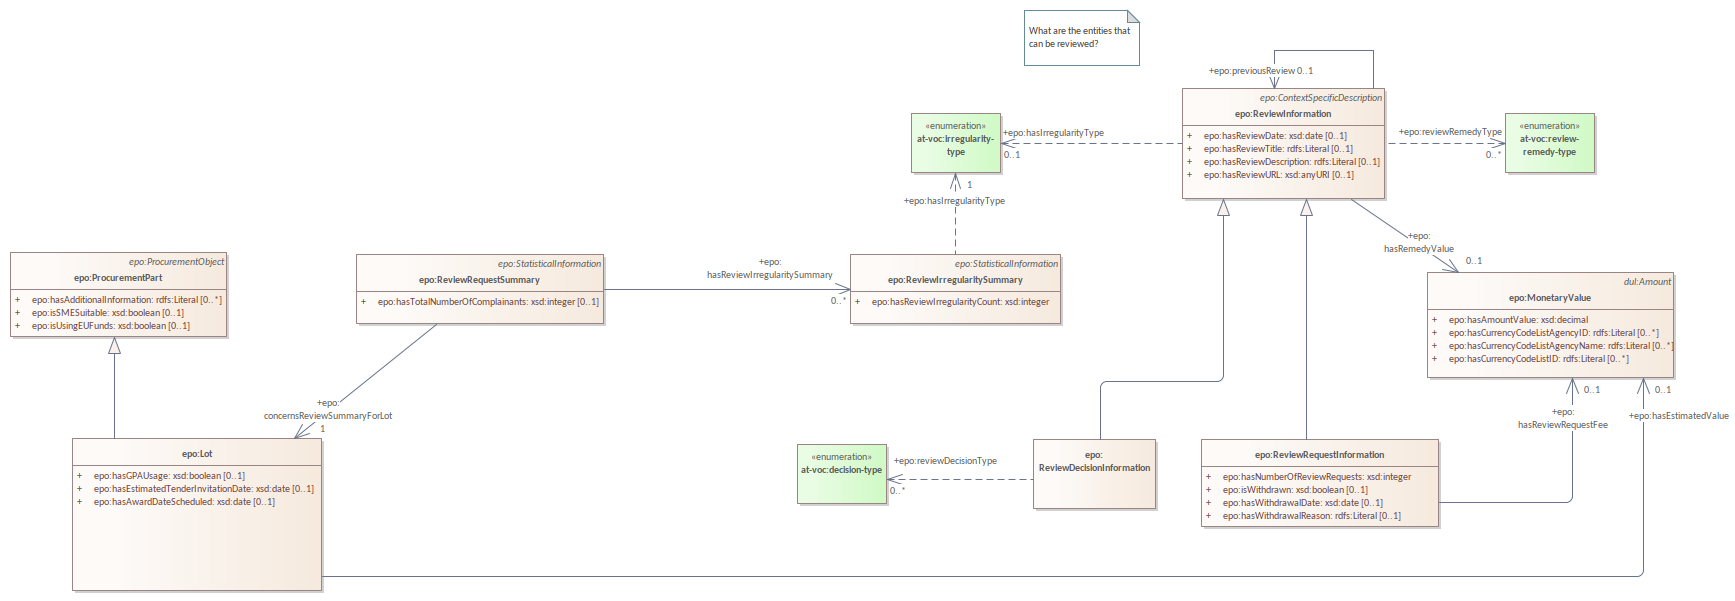 What are the entities that
can be reviewed?
+epo:previousReview 0..1
epo:ContextSpecificDescription
epo:ReviewInformation
+ epo:hasReviewDate: xsd:date [0..1]
+ epo:hasReviewTitle: rdfs:Literal [0..1]
+ epo:hasReviewDescription: rdfs:Literal [0..1]
+ epo:hasReviewURL: xsd:anyURI [0..1]
«enumeration»
at-voc:irregularity-
type
+epo:hasIrregularityType
0..1
+epo:reviewRemedyType
0..*
«enumeration»
at-voc:review-
remedy-type
1
+epo:hasIrregularityType
+epo:
hasRemedyValue
0..1
epo:ProcurementObject
epo:ProcurementPart
+ epo:hasAdditionalInformation: rdfs:Literal [0..*]
+ epo:isSMESuitable: xsd:boolean [0..1]
+ epo:isUsingEUFunds: xsd:boolean [0..1]
epo:StatisticalInformation
epo:ReviewRequestSummary
+ epo:hasTotalNumberOfComplainants: xsd:integer [0..1]
+epo:
hasReviewIrregularitySummary
0..*
epo:StatisticalInformation
epo:ReviewIrregularitySummary
+ epo:hasReviewIrregularityCount: xsd:integer
dul:Amount
epo:MonetaryValue
+ epo:hasAmountValue: xsd:decimal
+ epo:hasCurrencyCodeListAgencyID: rdfs:Literal [0..*]
+ epo:hasCurrencyCodeListAgencyName: rdfs:Literal [0..*]
+ epo:hasCurrencyCodeListID: rdfs:Literal [0..*]
+epo:
concernsReviewSummaryForLot
1
0..1
+epo:
hasReviewRequestFee
0..1
+epo:hasEstimatedValue
epo:Lot
+ epo:hasGPAUsage: xsd:boolean [0..1]
+ epo:hasEstimatedTenderInvitationDate: xsd:date [0..1]
+ epo:hasAwardDateScheduled: xsd:date [0..1]
«enumeration»
at-voc:decision-type
+epo:reviewDecisionType
0..*
epo:
ReviewDecisionInformation
epo:ReviewRequestInformation
+ epo:hasNumberOfReviewRequests: xsd:integer
+ epo:isWithdrawn: xsd:boolean [0..1]
+ epo:hasWithdrawalDate: xsd:date [0..1]
+ epo:hasWithdrawalReason: rdfs:Literal [0..1]